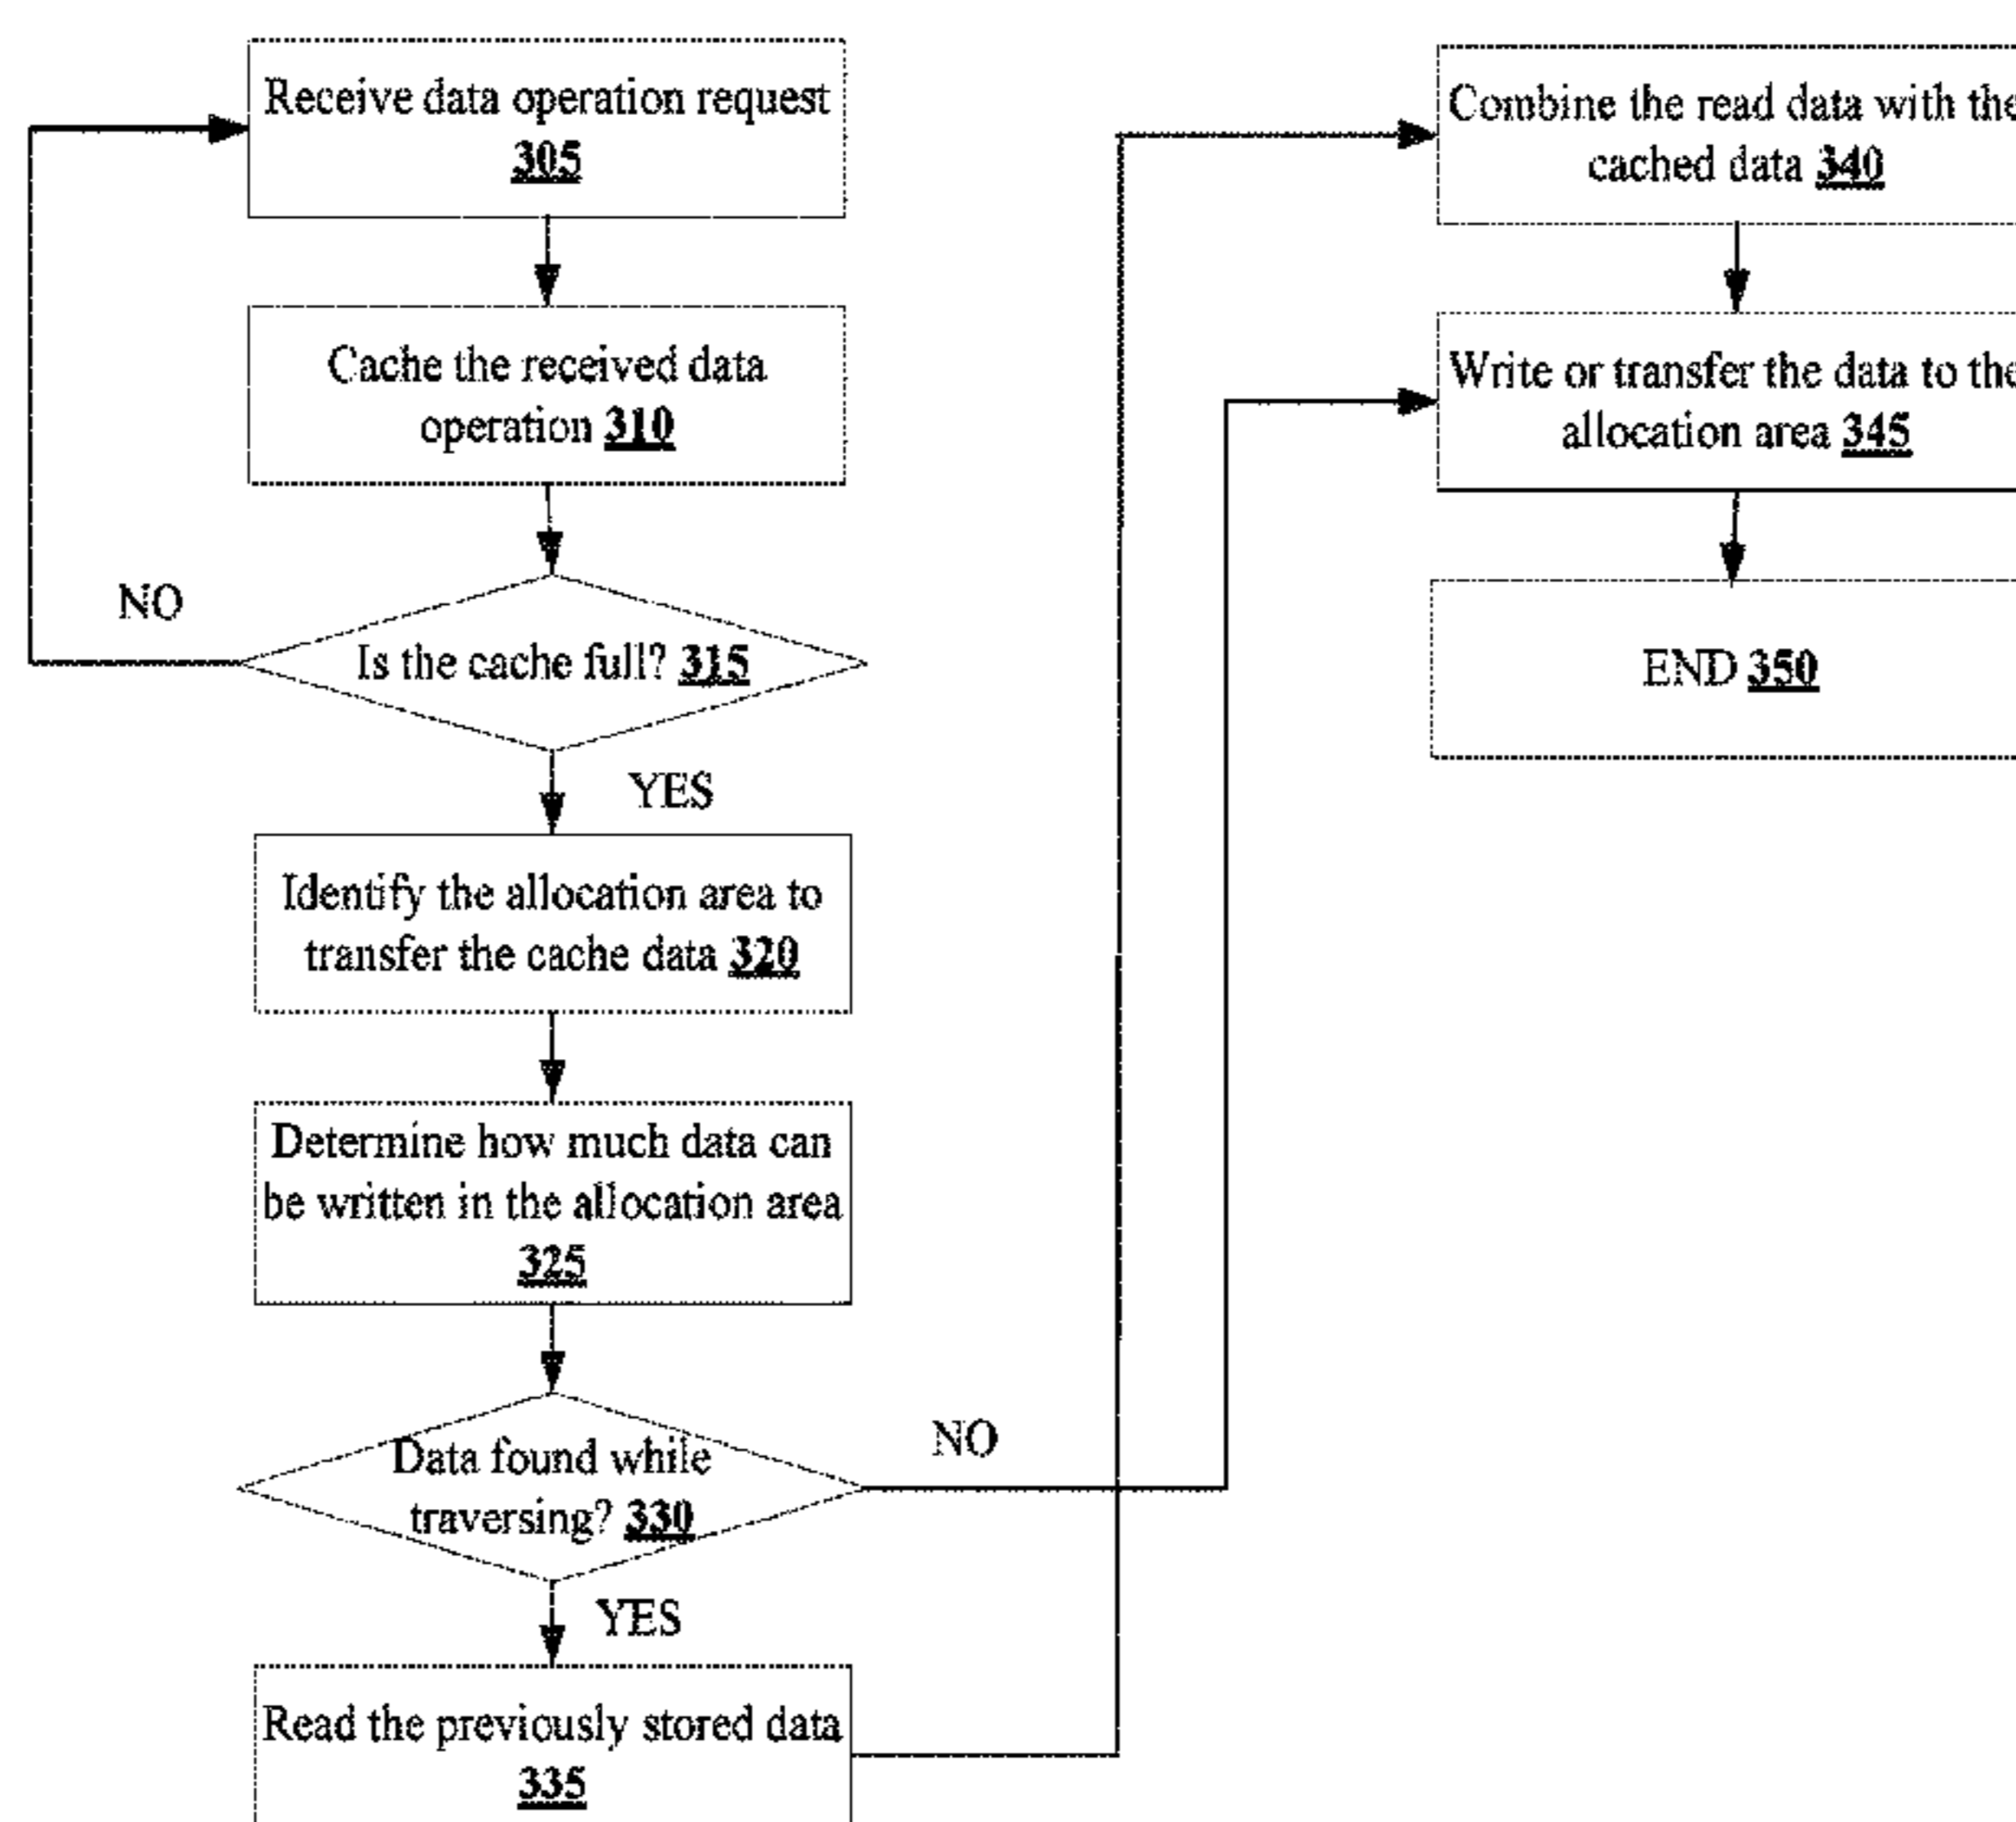 Receive data operation request
305
Cache the received data
operation 310
NO
Is the cache full? 315
YES
Identify the allocation area to
transfer the cache data 320
Determine how much data can
be written in the allocation area
325
Data found while
traversing? 330
NO
YES
Read the previously stored data
335
Combine the read data with the
cached data 340
Write or transfer the data to the
allocation area 345
END 350